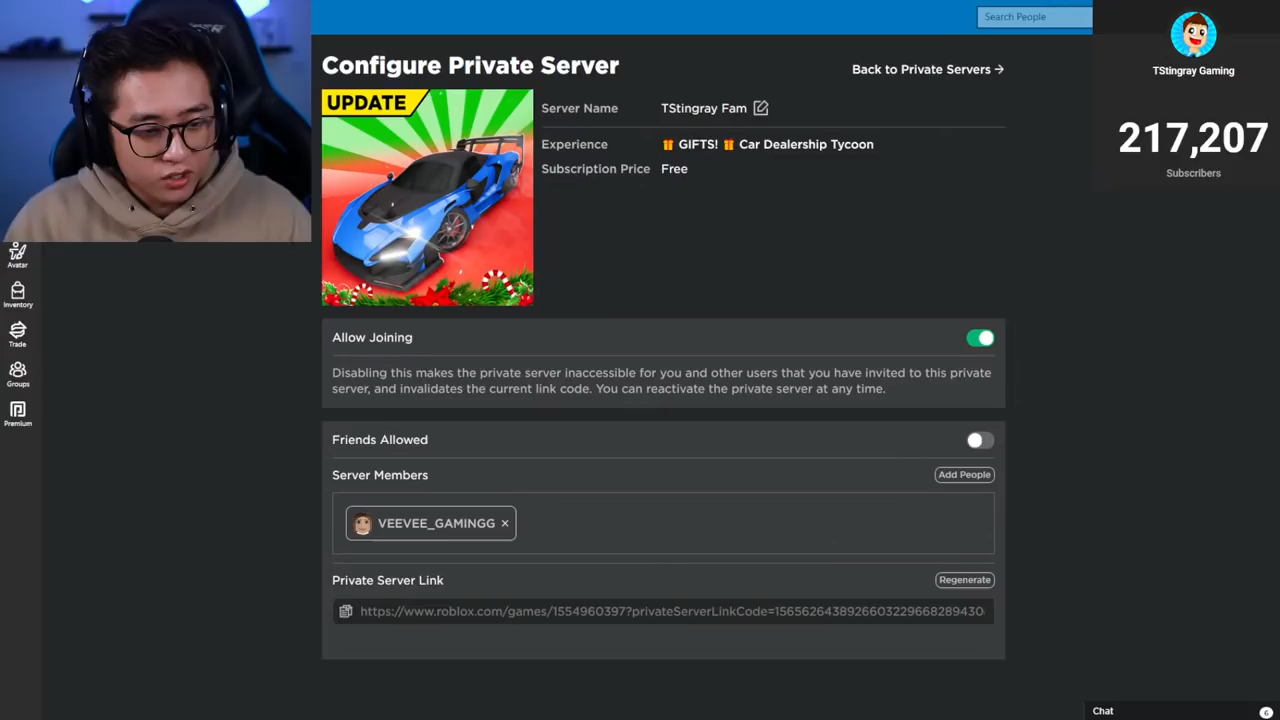 Search People
TStingray Gaming
217,207
Subscribers
Configure Private Server
Back to Private Servers →
UPDATE
Server Name TStingray Fam
Experience 🎁 GIFTS! 🎁 Car Dealership Tycoon
Subscription Price Free
Avatar
Inventory
Trade
Groups
Premium
Allow Joining
Disabling this makes the private server inaccessible for you and other users that you have invited to this private
server, and invalidates the current link code. You can reactivate the private server at any time.
Friends Allowed
Server Members Add People
VEEVEE_GAMINGG ×
Private Server Link Regenerate
https://www.roblox.com/games/1554960397?privateServerLinkCode=1565626438926603229668289430
Chat 6